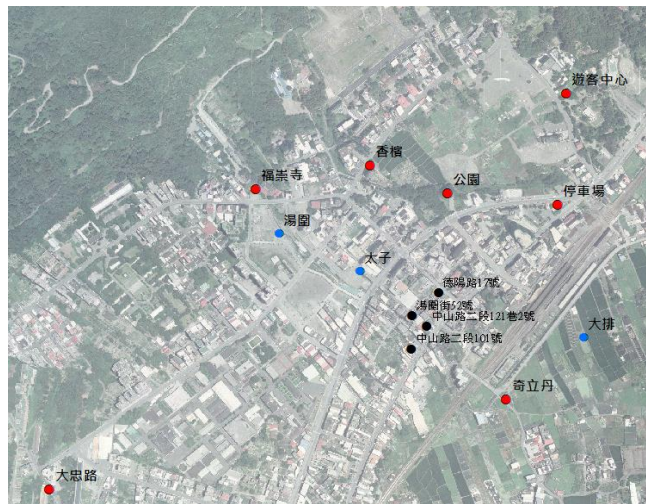 遊客中心
香檳
福崇寺
公園
停車場
湯圍
太子
德陽路17號
湯圍街52號
中山路二段121巷2號
大排
中山路二段101號
奇立丹
大忠路